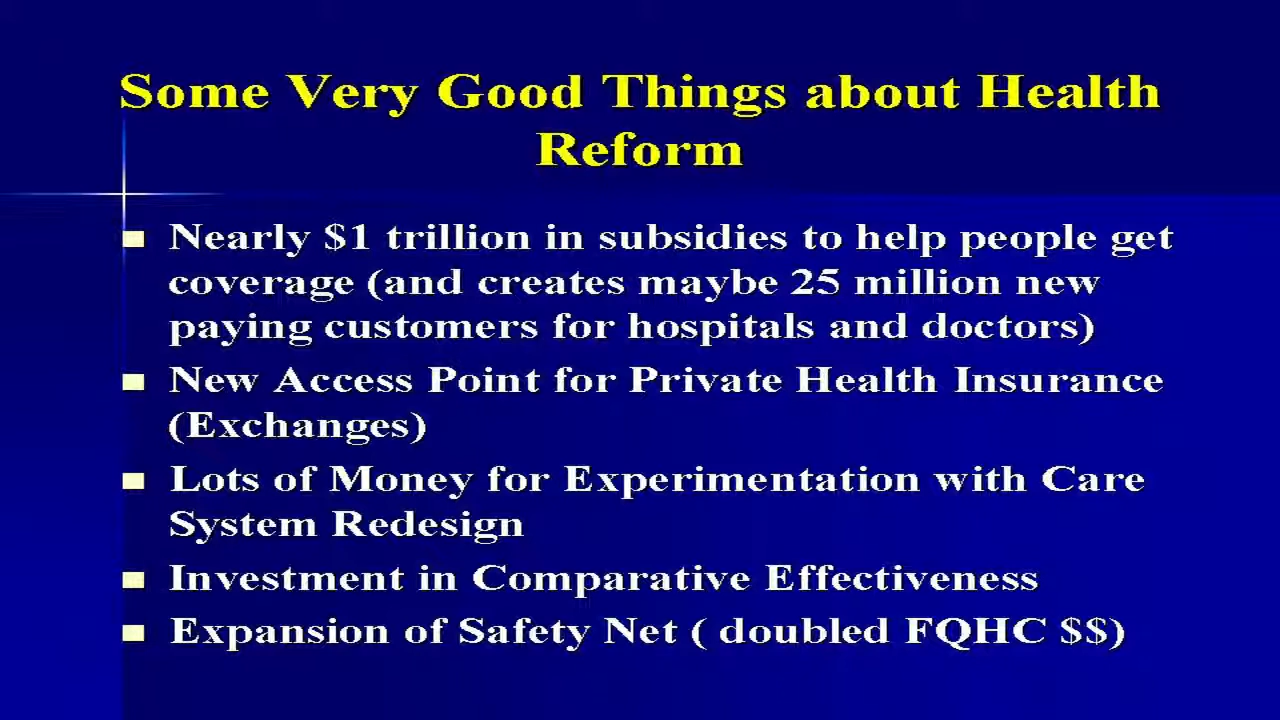 Some Very Good Things about Health
Reform
Nearly $1 trillion in subsidies to help people get
coverage (and creates maybe 25 million new
paying customers for hospitals and doctors)
New Access Point for Private Health Insurance
(Exchanges)
Lots of Money for Experimentation with Care
System Redesign
Investment in Comparative Effectiveness
Expansion of Safety Net ( doubled FQHC $$)